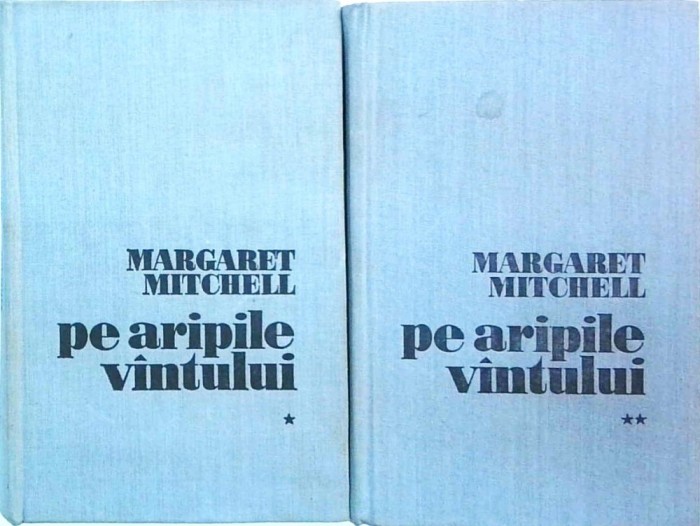 MARGARET
MITCHELL
pe aripile
vîntului
★
MARGARET
MITCHELL
pe aripile
vîntului
★★